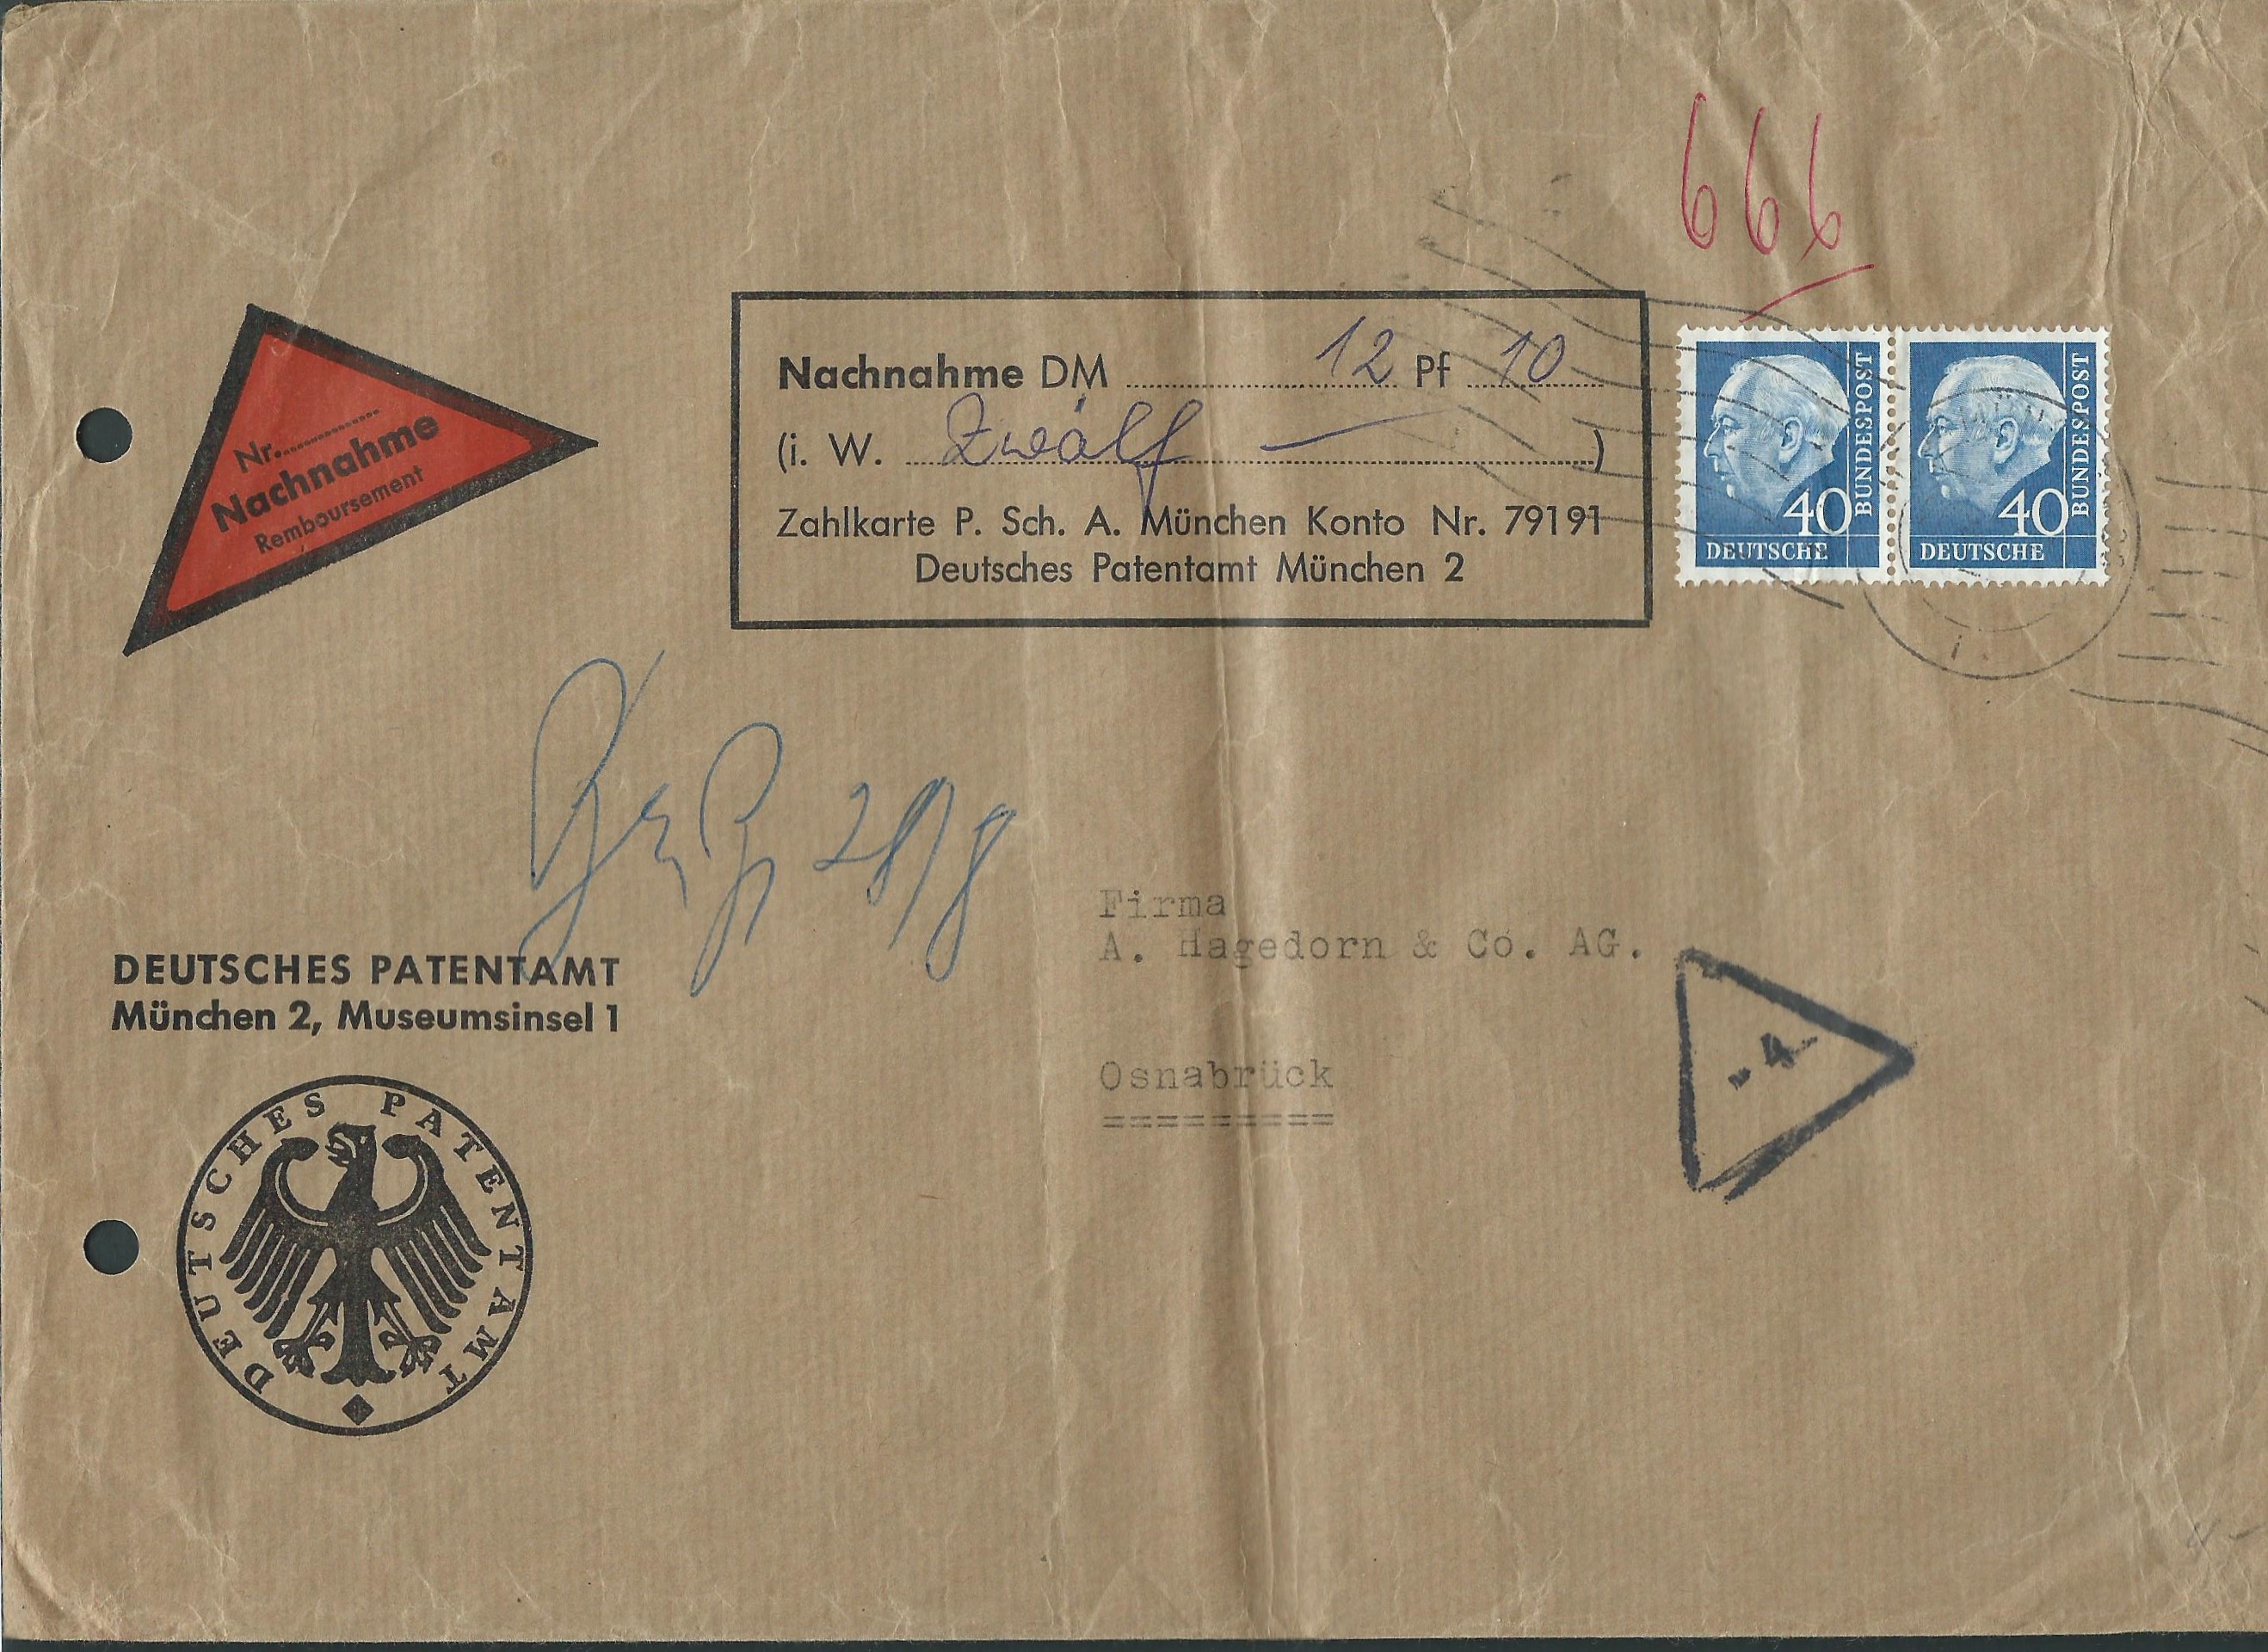 666
Nr. ............
Nachnahme
Remboursement
Nachnahme DM ............ 12 Pf 10
(i. W. Zwölf — )
Zahlkarte P. Sch. A. München Konto Nr. 79191
Deutsches Patentamt München 2
40
BUNDESPOST
DEUTSCHE
40
BUNDESPOST
DEUTSCHE
Firma
A. Hagedorn & Co. AG.
Osnabrück
=========
- 4 -
DEUTSCHES PATENTAMT
München 2, Museumsinsel 1
DEUTSCHES PATENTAMT